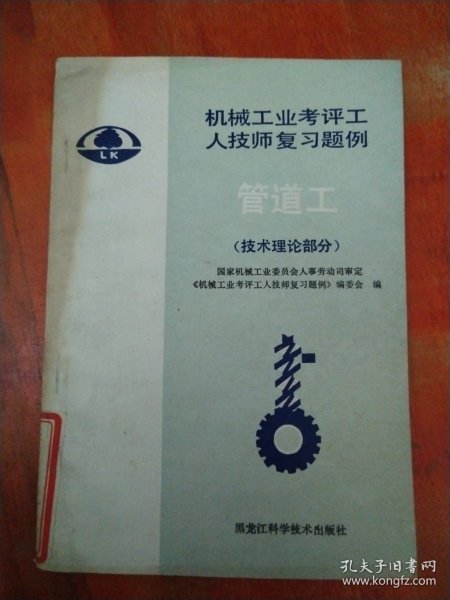 LK
机械工业考评工
人技师复习题例
管道工
（技术理论部分）
国家机械工业委员会人事劳动司审定
《机械工业考评工人技师复习题例》编委会 编
黑龙江科学技术出版社
孔夫子旧书网
www.kongfz.com